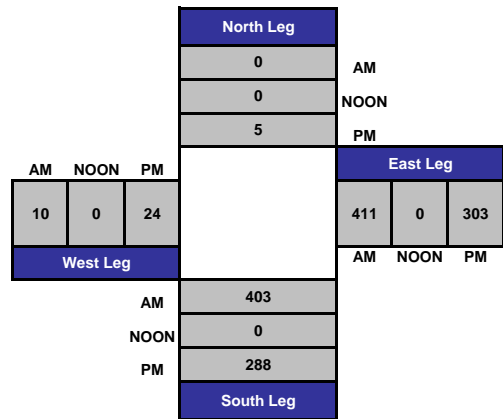 North Leg
0
AM
0
NOON
5
PM
East Leg
AM NOON PM
10 0 24
411 0 303
West Leg
AM NOON PM
AM
403
NOON
0
PM
288
South Leg